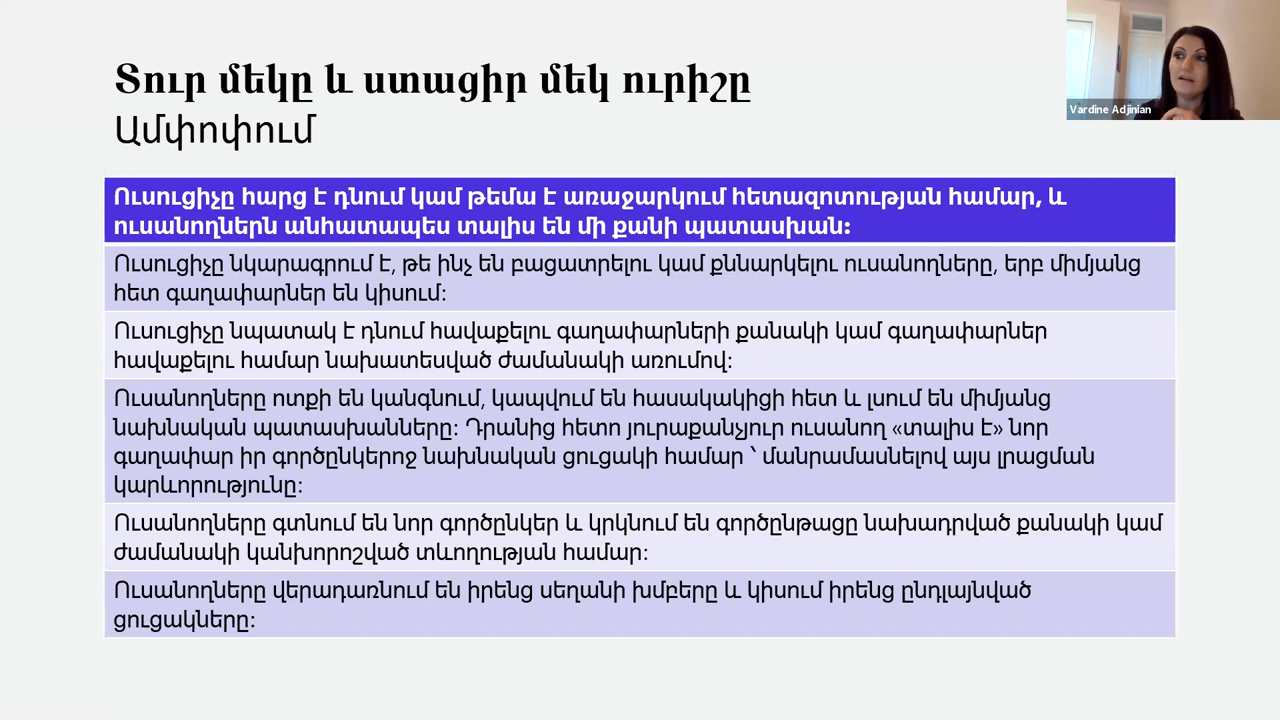 Տուր մեկը և ստացիր մեկ ուրիշը
Ամփոփում
Vardine Adjinian
Ուսուցիչը հարց է դնում կամ թեմա է առաջարկում հետազոտության համար, և
ուսանողներն անհատապես տալիս են մի քանի պատասխան:
Ուսուցիչը նկարագրում է, թե ինչ են բացատրելու կամ քննարկելու ուսանողները, երբ միմյանց
հետ գաղափարներ են կիսում:
Ուսուցիչը նպատակ է դնում հավաքելու գաղափարների քանակի կամ գաղափարներ
հավաքելու համար նախատեսված ժամանակի առումով:
Ուսանողները ոտքի են կանգնում, կապվում են հասակակիցի հետ և լսում են միմյանց
նախնական պատասխանները: Դրանից հետո յուրաքանչյուր ուսանող «տալիս է» նոր
գաղափար իր գործընկերոջ նախնական ցուցակի համար ՝ մանրամասնելով այս լրացման
կարևորությունը:
Ուսանողները գտնում են նոր գործընկեր և կրկնում են գործընթացը նախադրված քանակի կամ
ժամանակի կանխորոշված տևողության համար:
Ուսանողները վերադառնում են իրենց սեղանի խմբերը և կիսում իրենց ընդլայնված
ցուցակները: